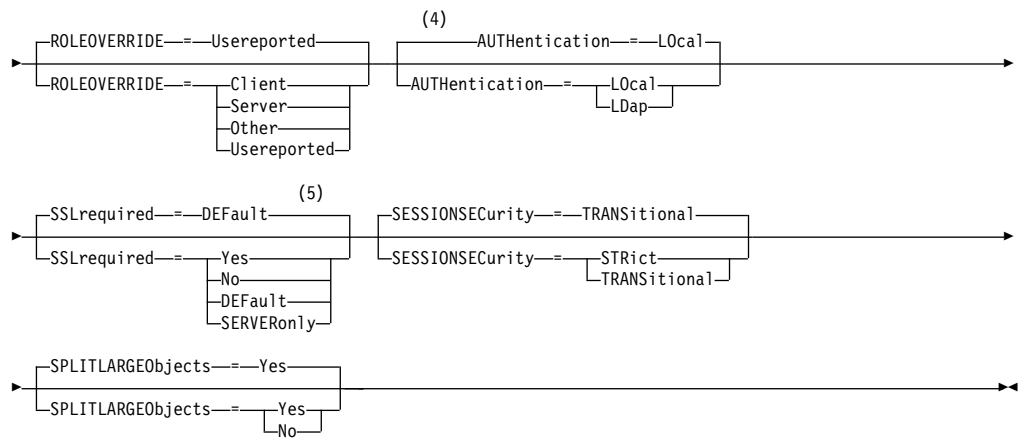 (4)
ROLEOVERRIDE = Usereported AUTHentication = LOcal
ROLEOVERRIDE = Client AUTHentication = LOcal
Server LDap
Other
Usereported
(5)
SSLrequired = DEFault SESSIONSECurity = TRANSitional
SSLrequired = Yes SESSIONSECurity = STRict
No TRANSitional
DEFault
SERVERonly
SPLITLARGEObjects = Yes
SPLITLARGEObjects = Yes
No